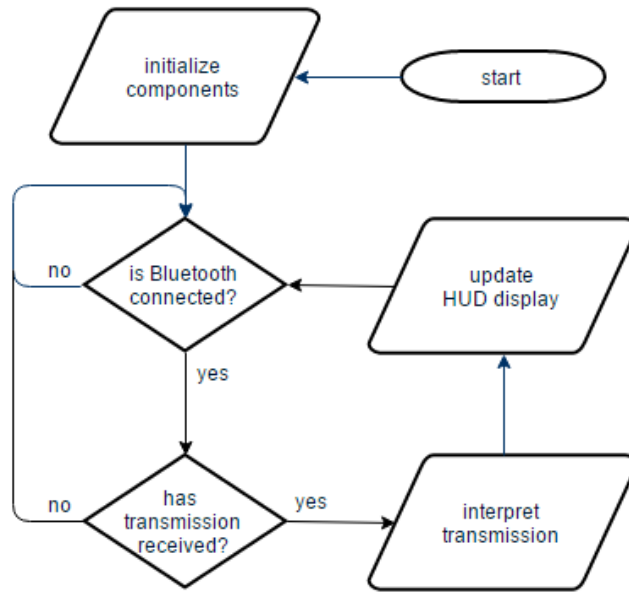 start
initialize
components
no
is Bluetooth
connected?
yes
no
has
transmission
received?
yes
interpret
transmission
update
HUD display